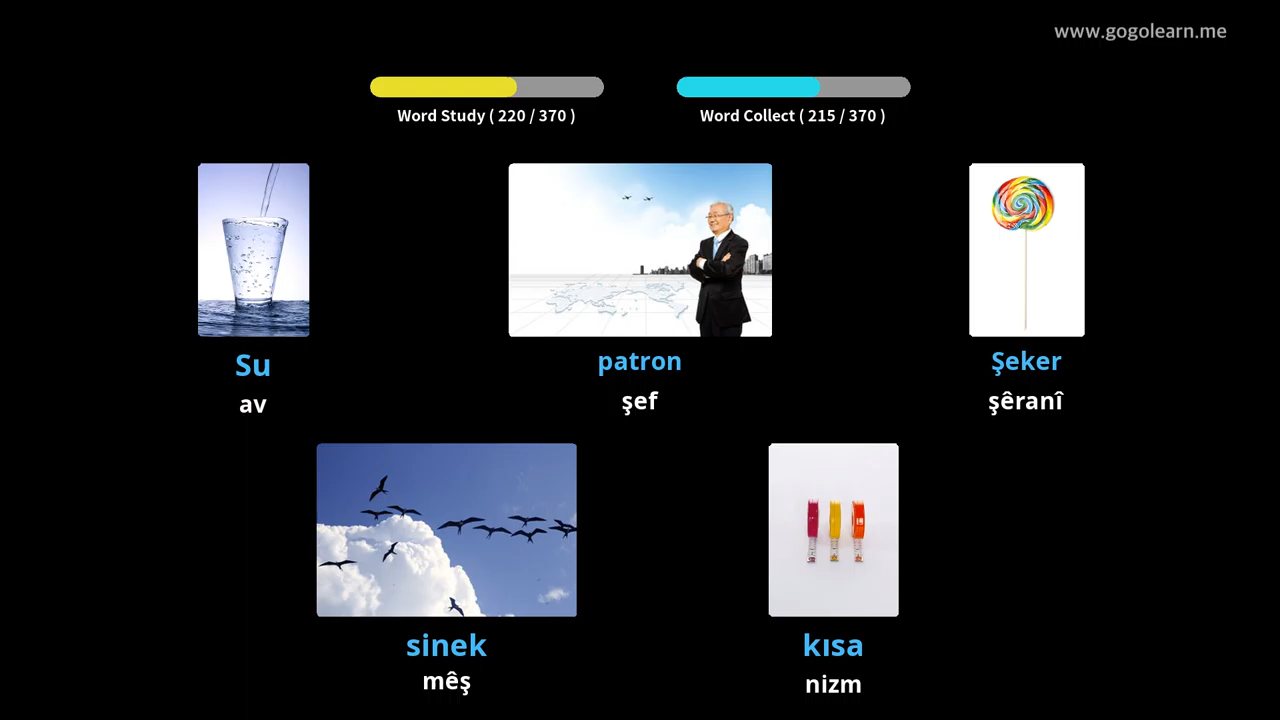 www.gogolearn.me
Word Study ( 220 / 370 )
Word Collect ( 215 / 370 )
Su
av
patron
şef
Şeker
şêranî
sinek
mêş
kısa
nizm